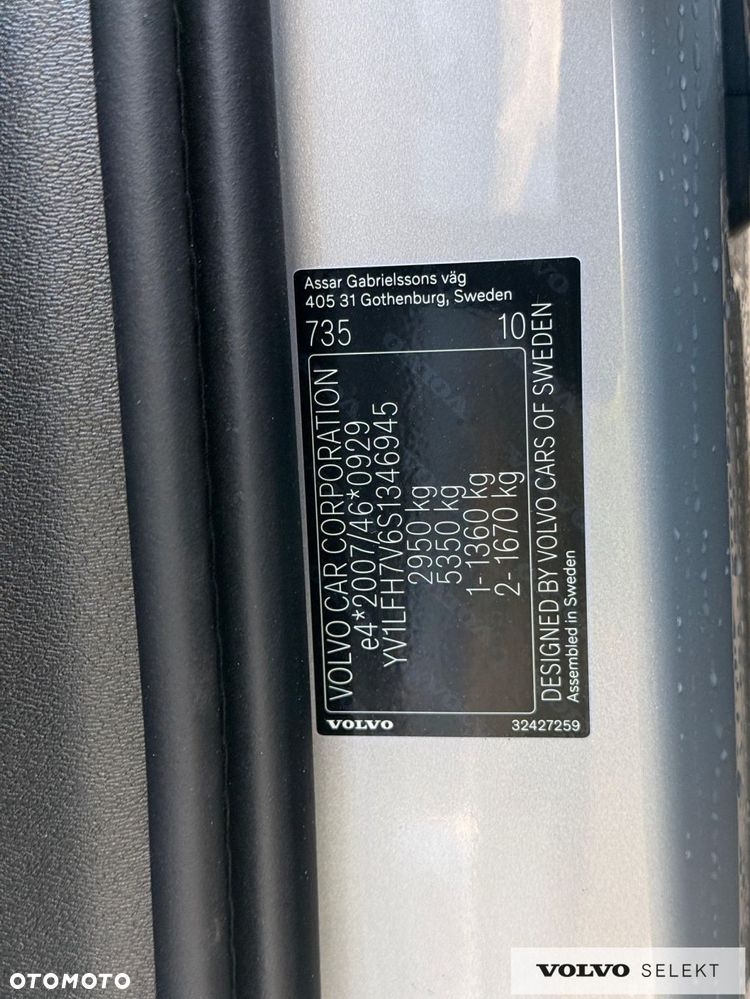 Assar Gabrielssons väg
405 31 Gothenburg, Sweden
735 10
VOLVO CAR CORPORATION
e4*2007/46*0929
YV1LFH7V6S1346945
2950 kg
5350 kg
1- 1360 kg
2- 1670 kg
DESIGNED BY VOLVO CARS OF SWEDEN
Assembled in Sweden
VOLVO
32427259
OTOMOTO
VOLVO SELEKT